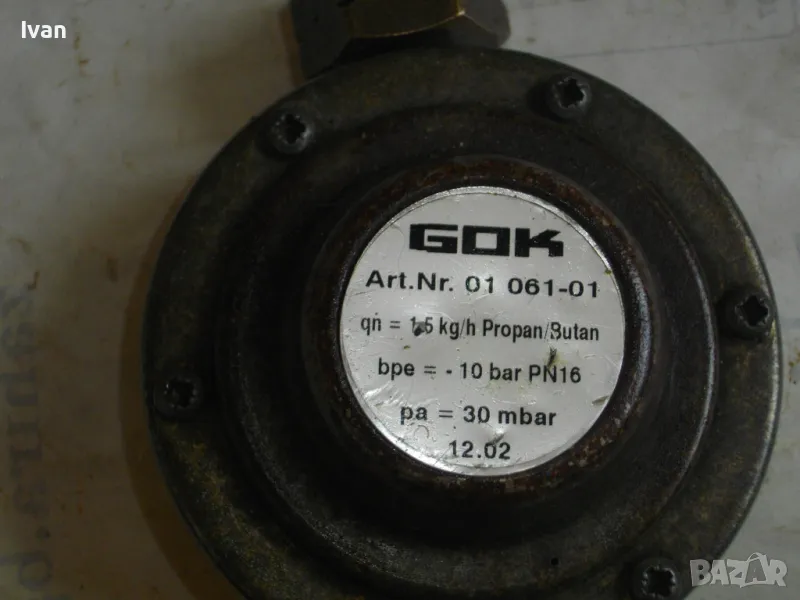 Ivan
GOK
Art.Nr. 01 061-01
qn = 1,5 kg/h Propan/Butan
bpe = - 10 bar PN16
pa = 30 mbar
12.02
BAZAR